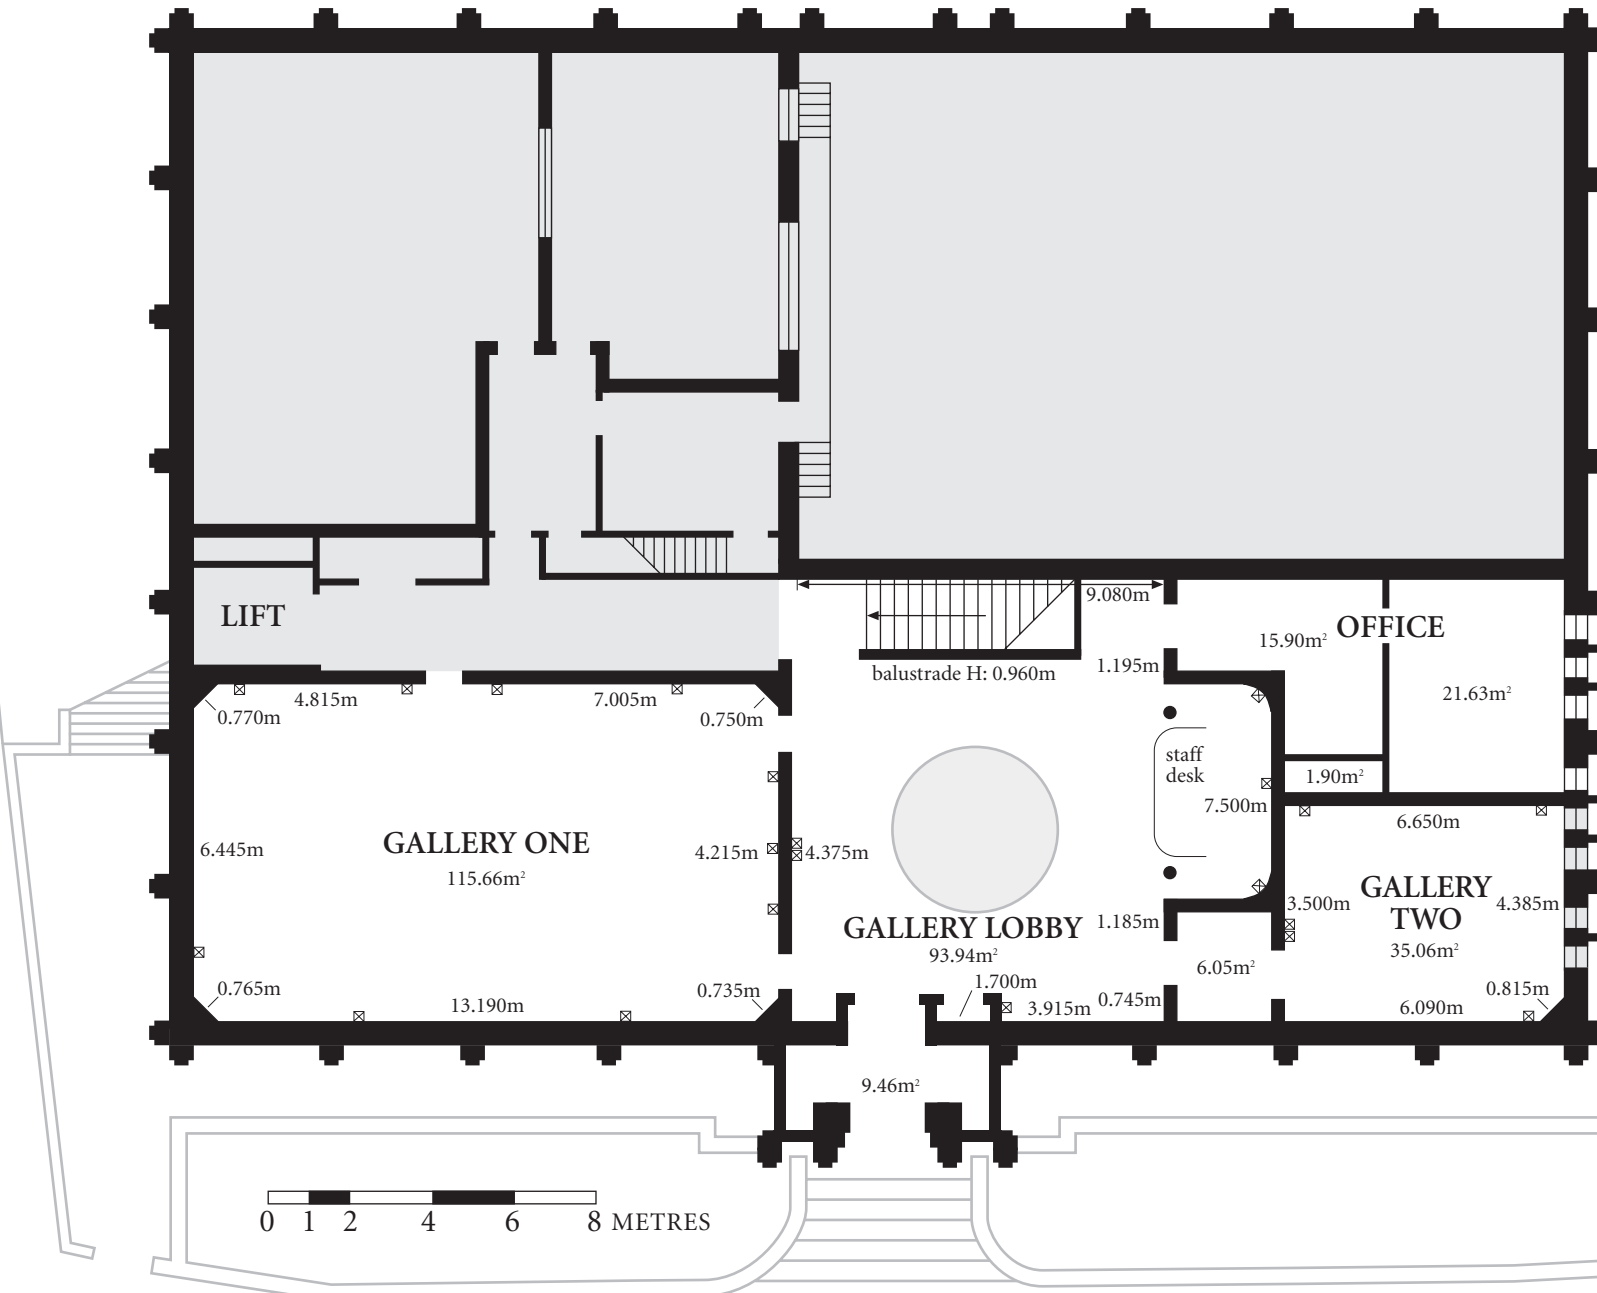 9.080m
LIFT
15.90m²
OFFICE
balustrade H: 0.960m
1.195m
21.63m²
4.815m
7.005m
0.770m
0.750m
staff
desk
1.90m²
7.500m
6.650m
GALLERY ONE
115.66m²
6.445m
4.215m
4.375m
GALLERY
TWO
35.06m²
3.500m
4.385m
GALLERY LOBBY
93.94m²
1.185m
6.05m²
1.700m
0.765m
0.735m
13.190m
3.915m
0.745m
0.815m
6.090m
9.46m²
0 1 2 4 6 8 METRES